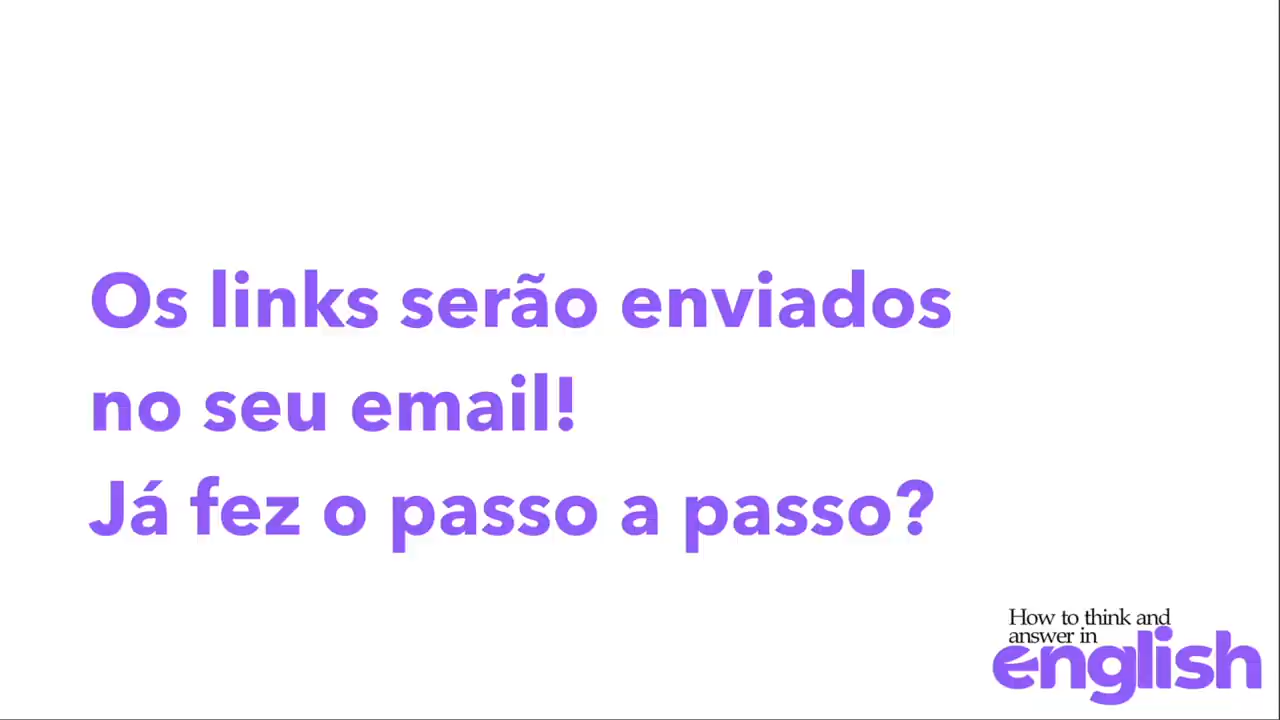 Os links serão enviados
no seu email!
Já fez o passo a passo?
How to think and
answer in
english